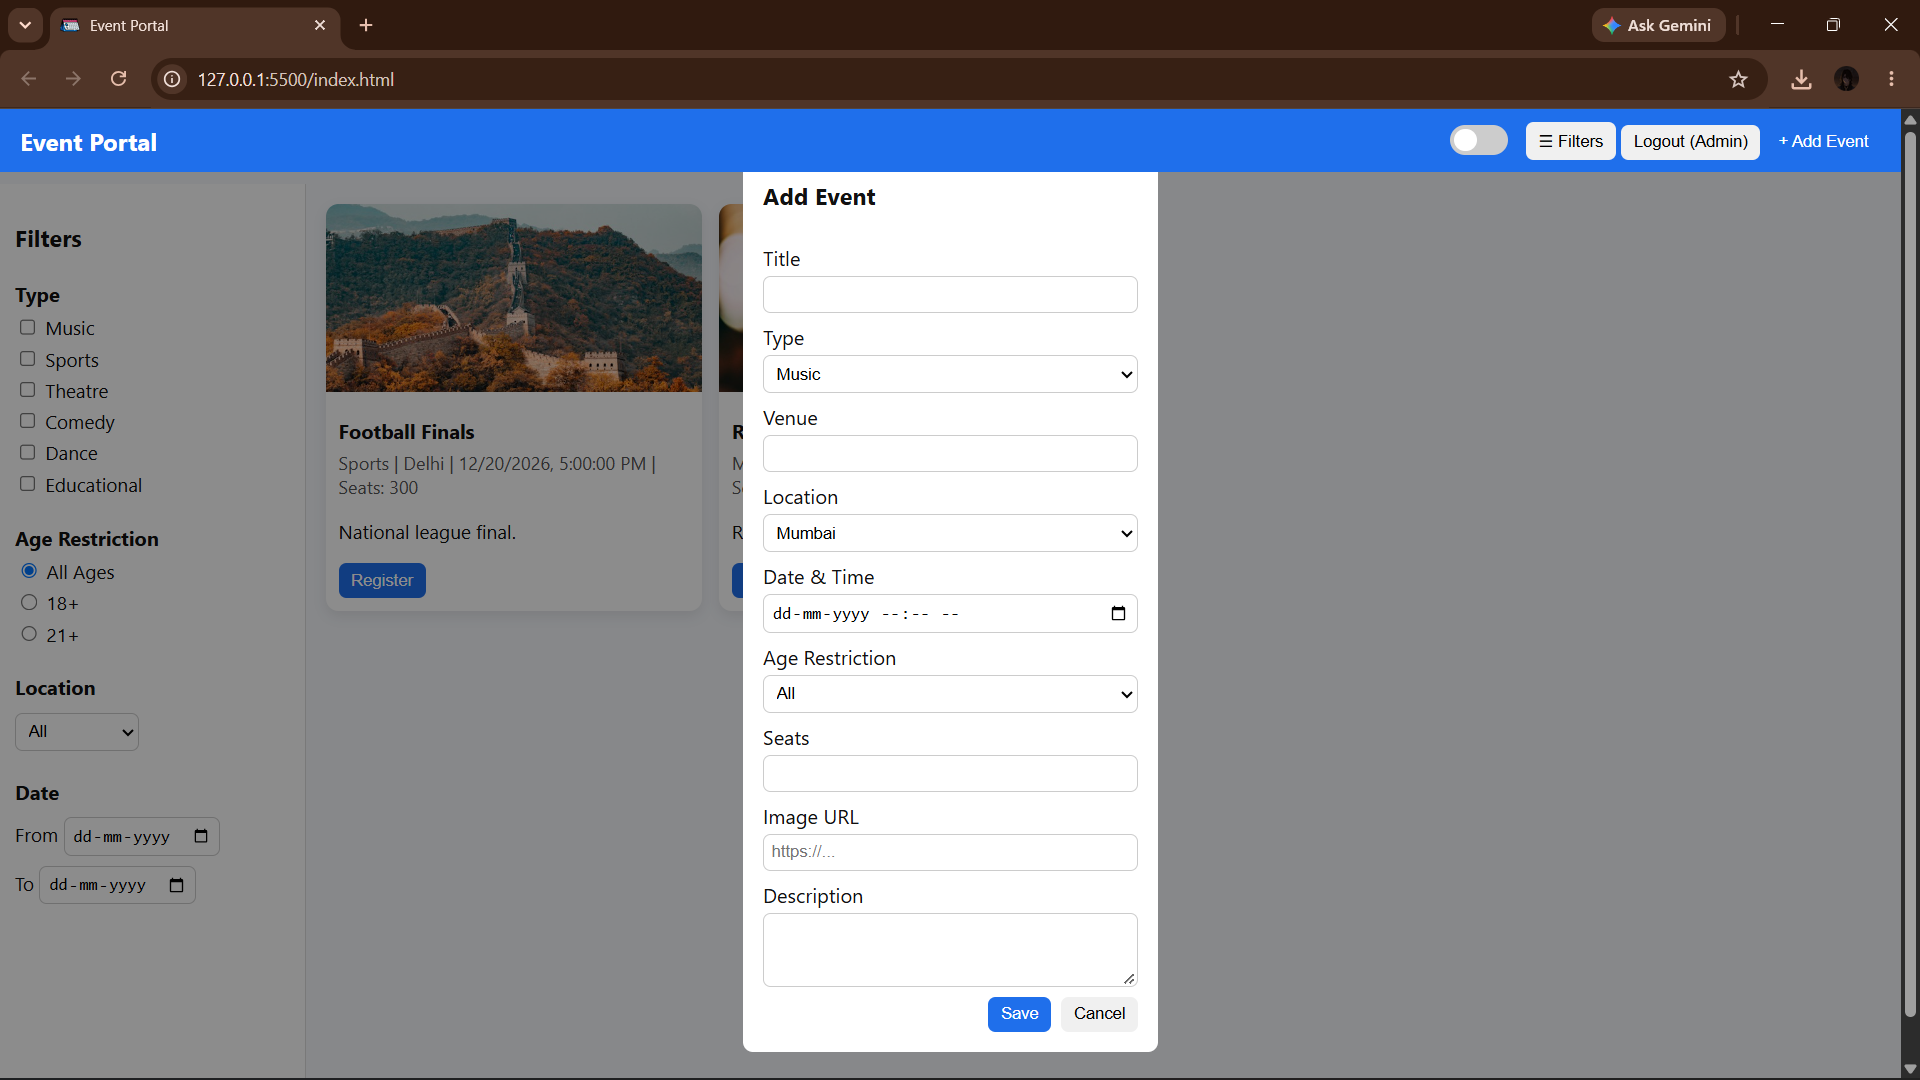 Event Portal
Ask Gemini
127.0.0.1:5500/index.html
Event Portal
☰ Filters
Logout (Admin)
+ Add Event
Filters
Type
Music
Sports
Theatre
Comedy
Dance
Educational
Age Restriction
All Ages
18+
21+
Location
All
Date
From dd-mm-yyyy
To dd-mm-yyyy
Football Finals
Sports | Delhi | 12/20/2026, 5:00:00 PM |
Seats: 300
National league final.
Register
Add Event
Title
Type
Music
Venue
Location
Mumbai
Date & Time
dd-mm-yyyy --:-- --
Age Restriction
All
Seats
Image URL
https://...
Description
Save
Cancel